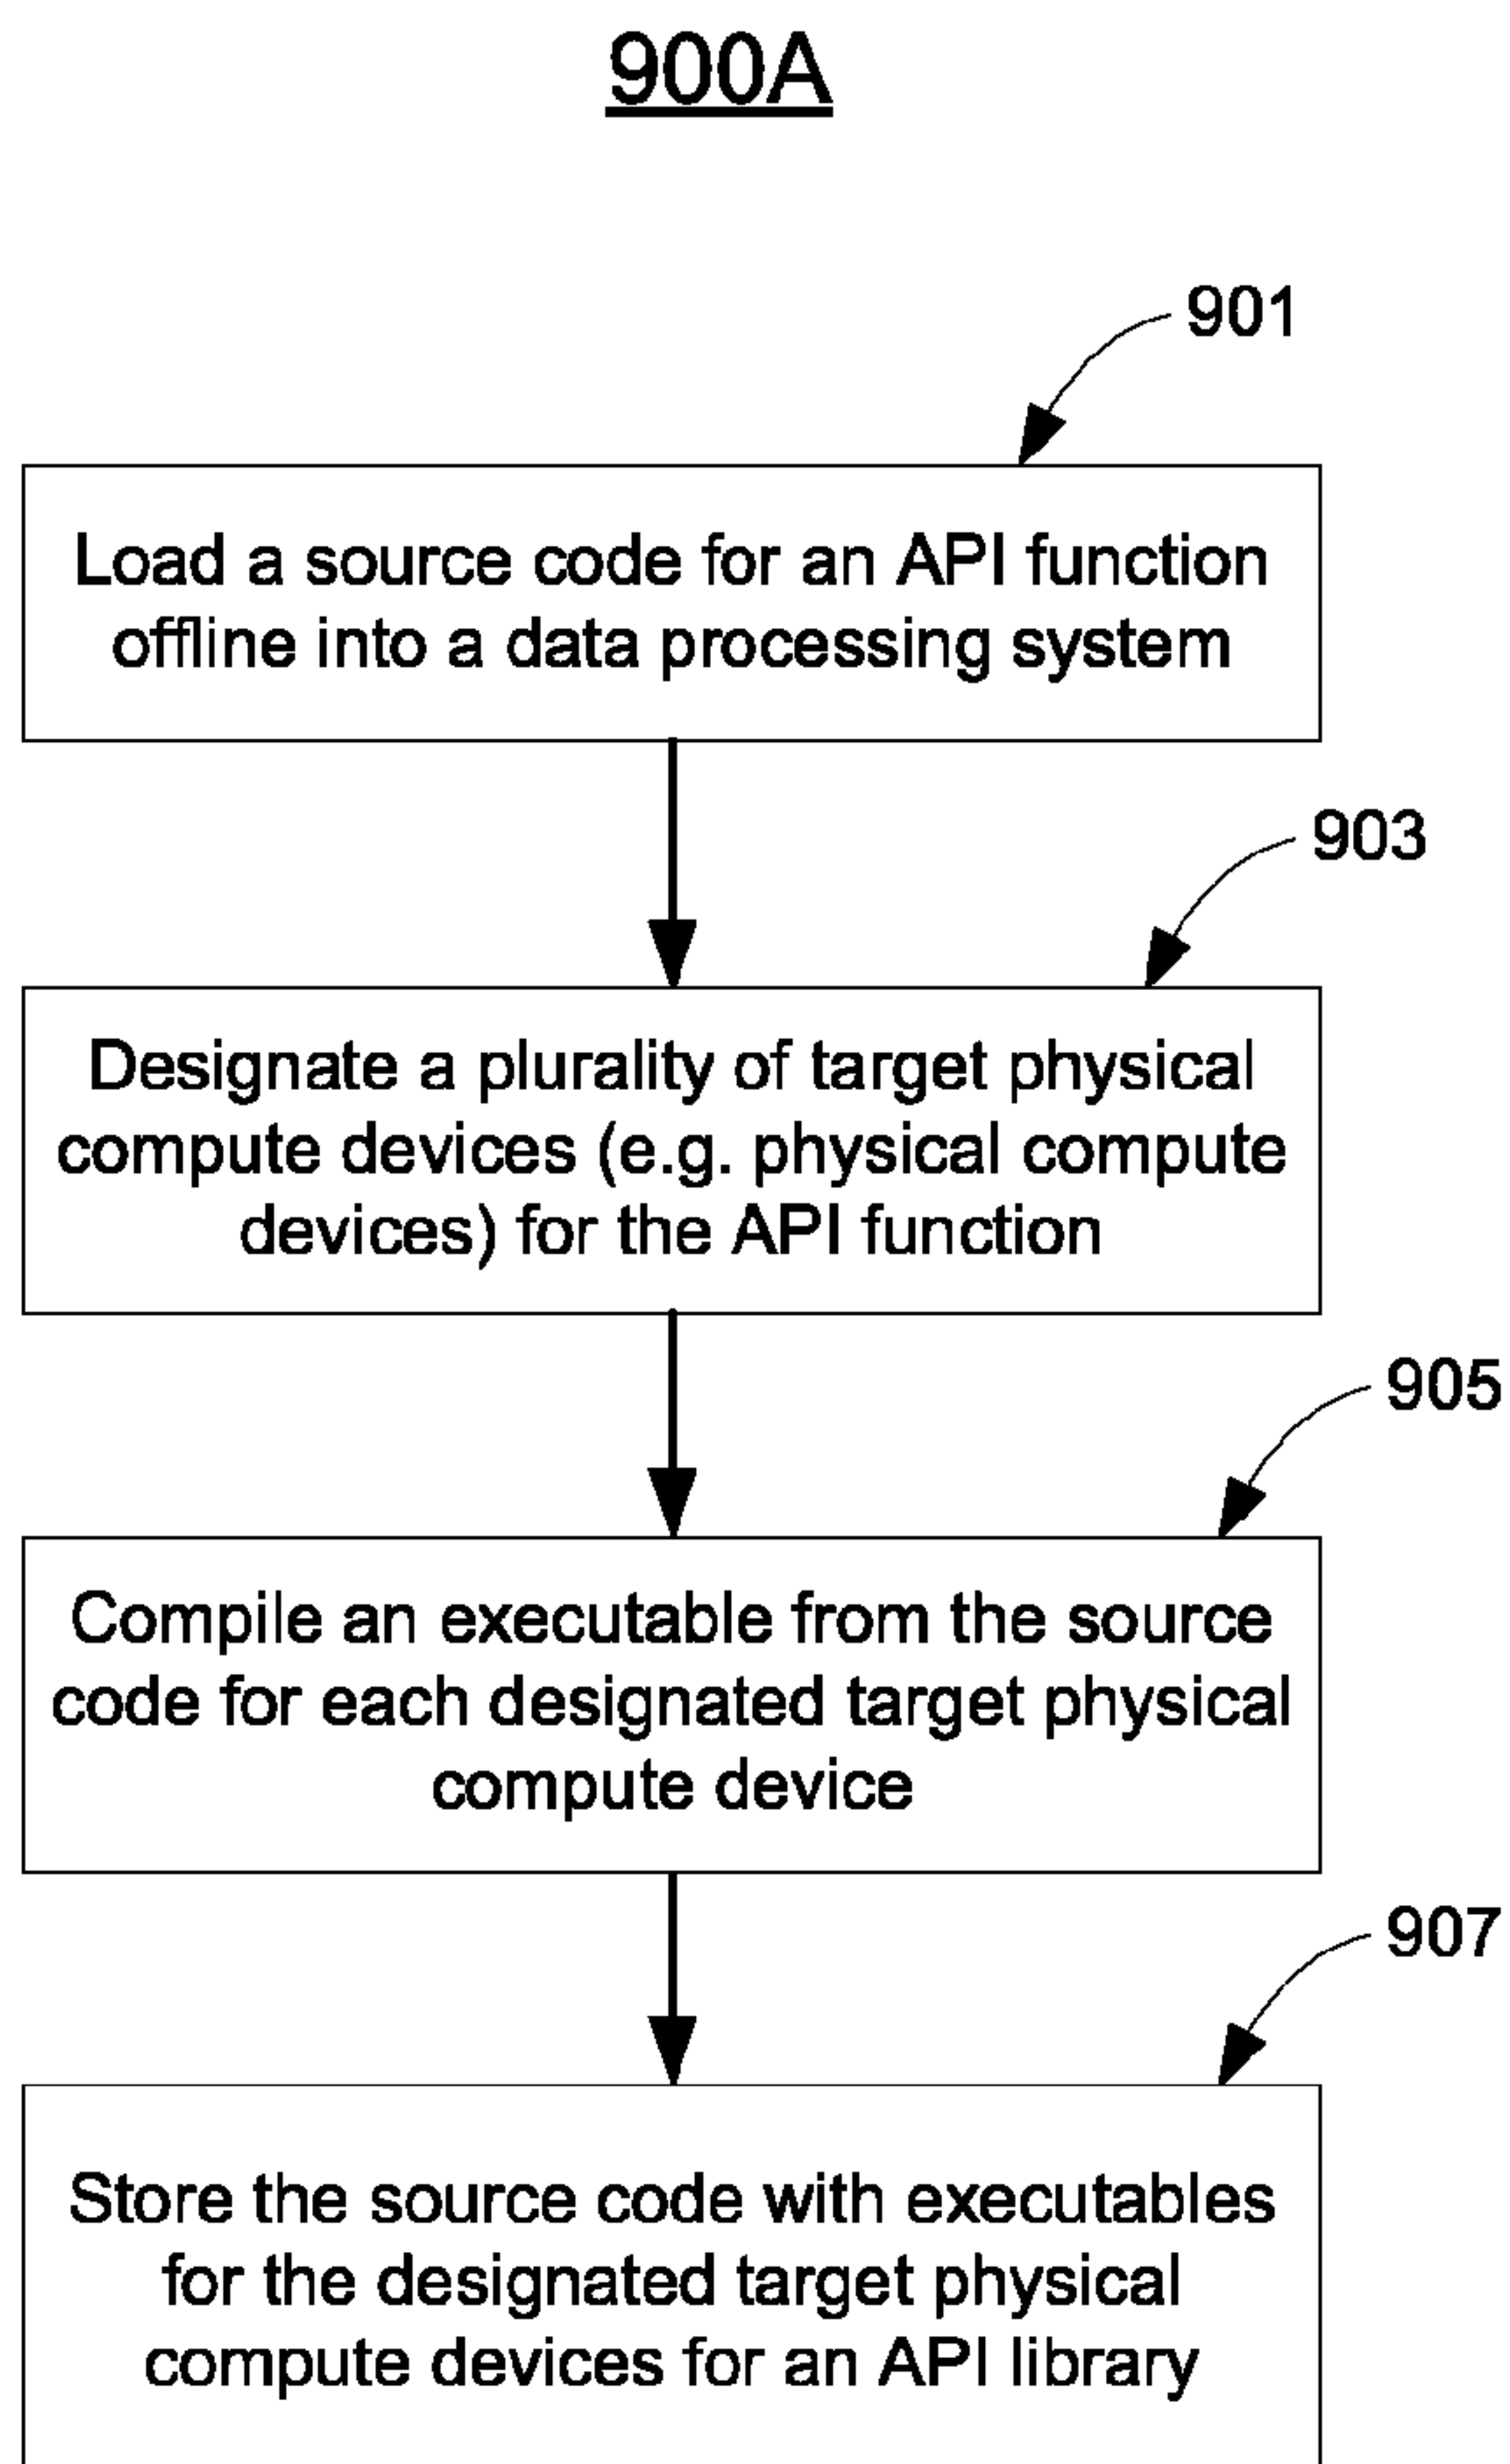 900A
901
Load a source code for an API function
offline into a data processing system
903
Designate a plurality of target physical
compute devices (e.g. physical compute
devices) for the API function
905
Compile an executable from the source
code for each designated target physical
compute device
907
Store the source code with executables
for the designated target physical
compute devices for an API library